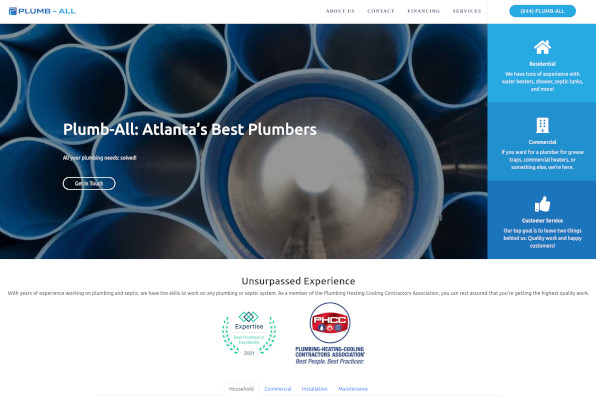 PLUMB - ALL
ABOUT US
CONTACT
FINANCING
SERVICES
(844) PLUMB-ALL
Plumb-All: Atlanta's Best Plumbers
All your plumbing needs: solved!
Get in Touch
Residential
We have tons of experience with
water heaters, shower, septic tanks,
and more!
Commercial
If you want for a plumber for grease
traps, commercial heaters, or
something else, we're here.
Customer Service
Our top goal is to leave two things
behind us: Quality work and happy
customers!
Unsurpassed Experience
With years of experience working on plumbing and septic, we have the skills to work on any plumbing or septic system. As a member of the Plumbing Heating Cooling Contractors Association, you can rest assured that you're getting the highest quality work.
Expertise
Best Plumbers in
Fayetteville
2021
PHCC
PLUMBING-HEATING-COOLING
CONTRACTORS ASSOCIATION
Best People. Best Practices.
Household
Commercial
Installation
Maintenance